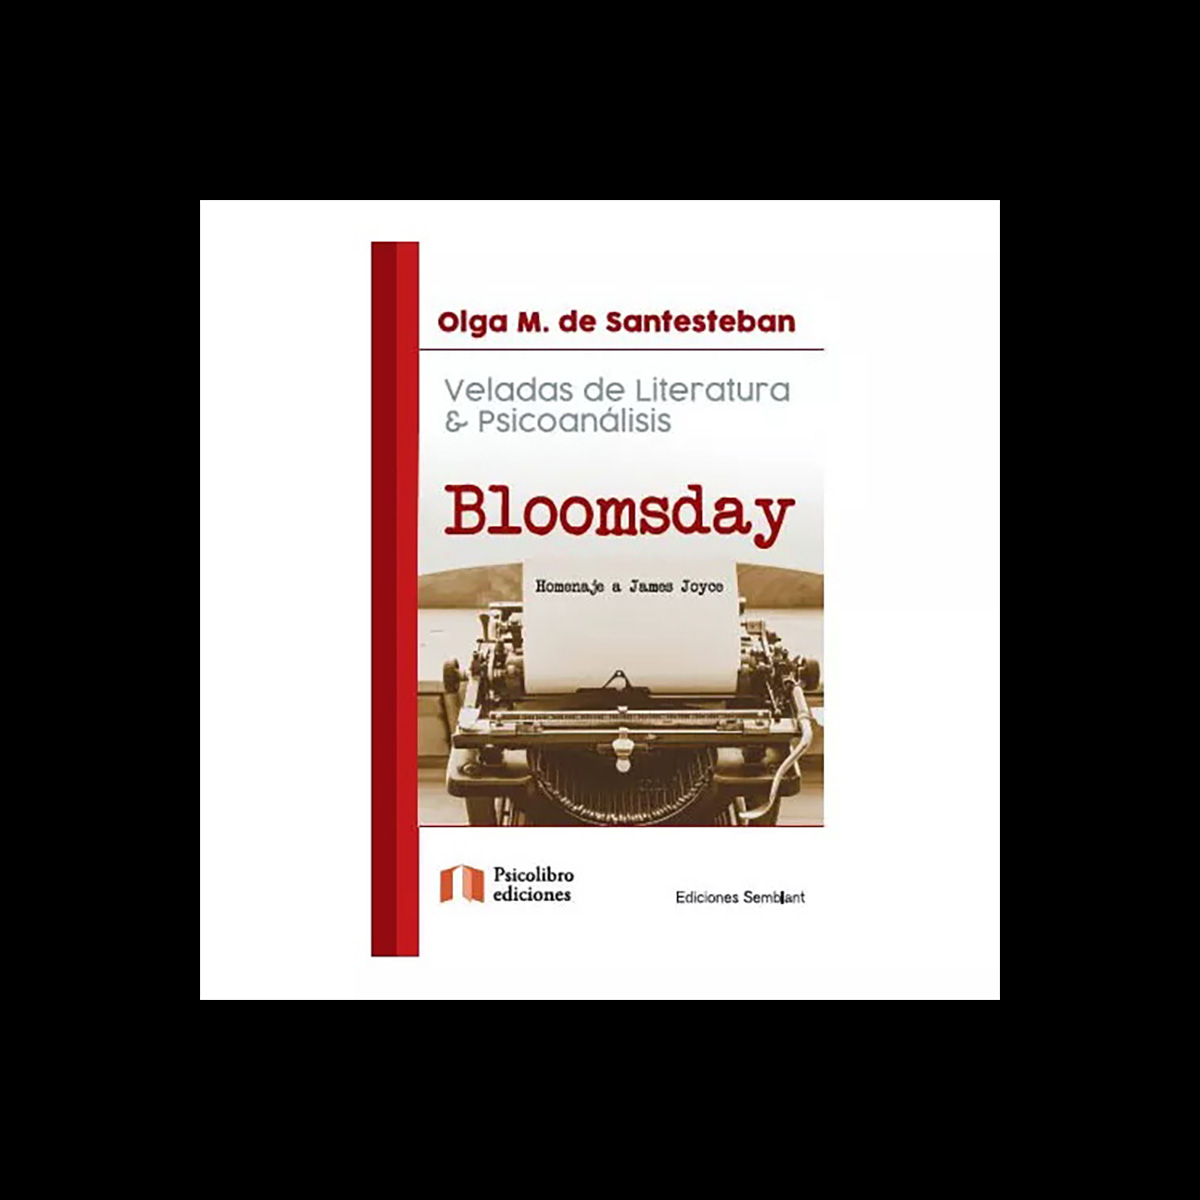 Olga M. de Santesteban
Veladas de Literatura
& Psicoanálisis
Bloomsday
Homenaje a James Joyce
Psicolibro
ediciones
Ediciones Semblant